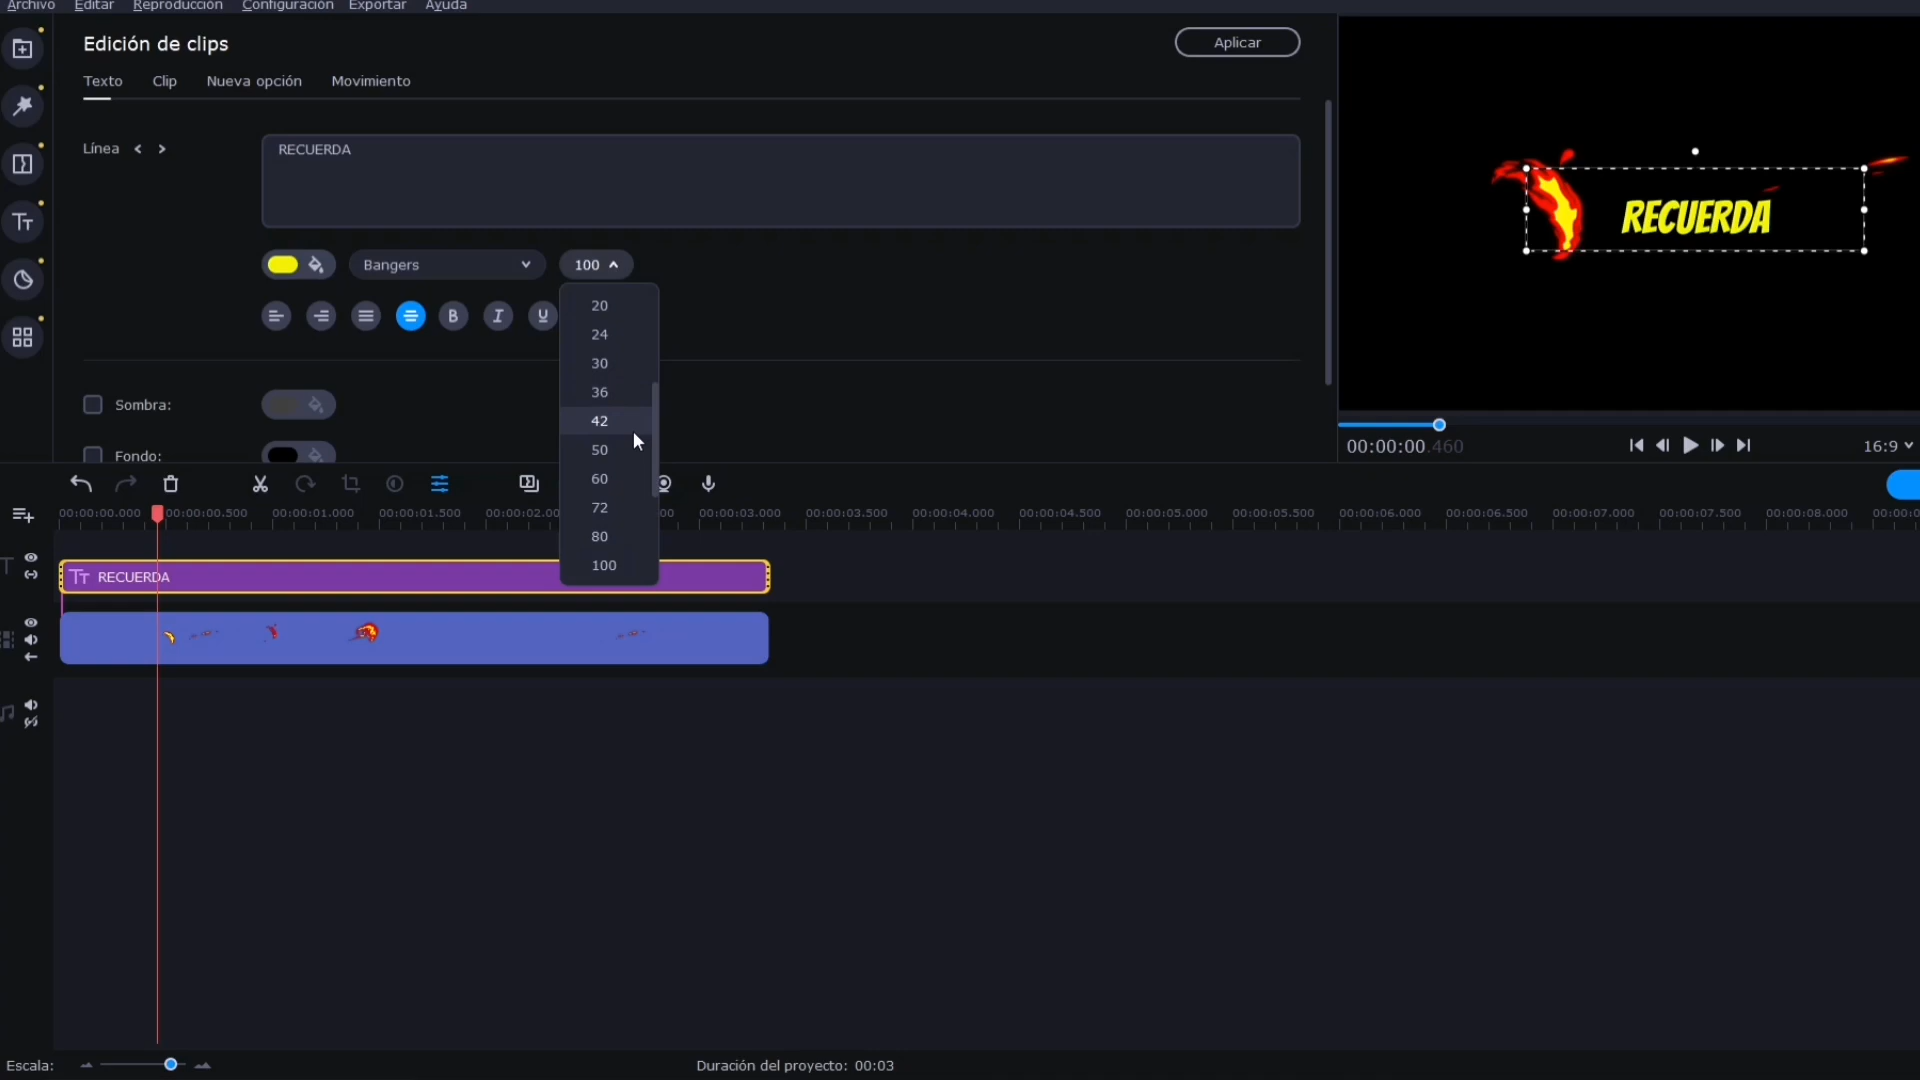 Archivo Editar Reproducción Configuración Exportar Ayuda
Edición de clips
Aplicar
Texto Clip Nueva opción Movimiento
Línea
RECUERDA
Bangers
100
B I U
20
24
30
36
42
50
60
72
80
100
Sombra:
Fondo:
RECUERDA
00:00:00.460
16:9
00:00:00.000 00:00:00.500 00:00:01.000 00:00:01.500 00:00:02.00 00 00:00:03.000 00:00:03.500 00:00:04.000 00:00:04.500 00:00:05.000 00:00:05.500 00:00:06.000 00:00:06.500 00:00:07.000 00:00:07.500 00:00:08.000 00:00:0
Tт RECUERDA
Escala:
Duración del proyecto: 00:03